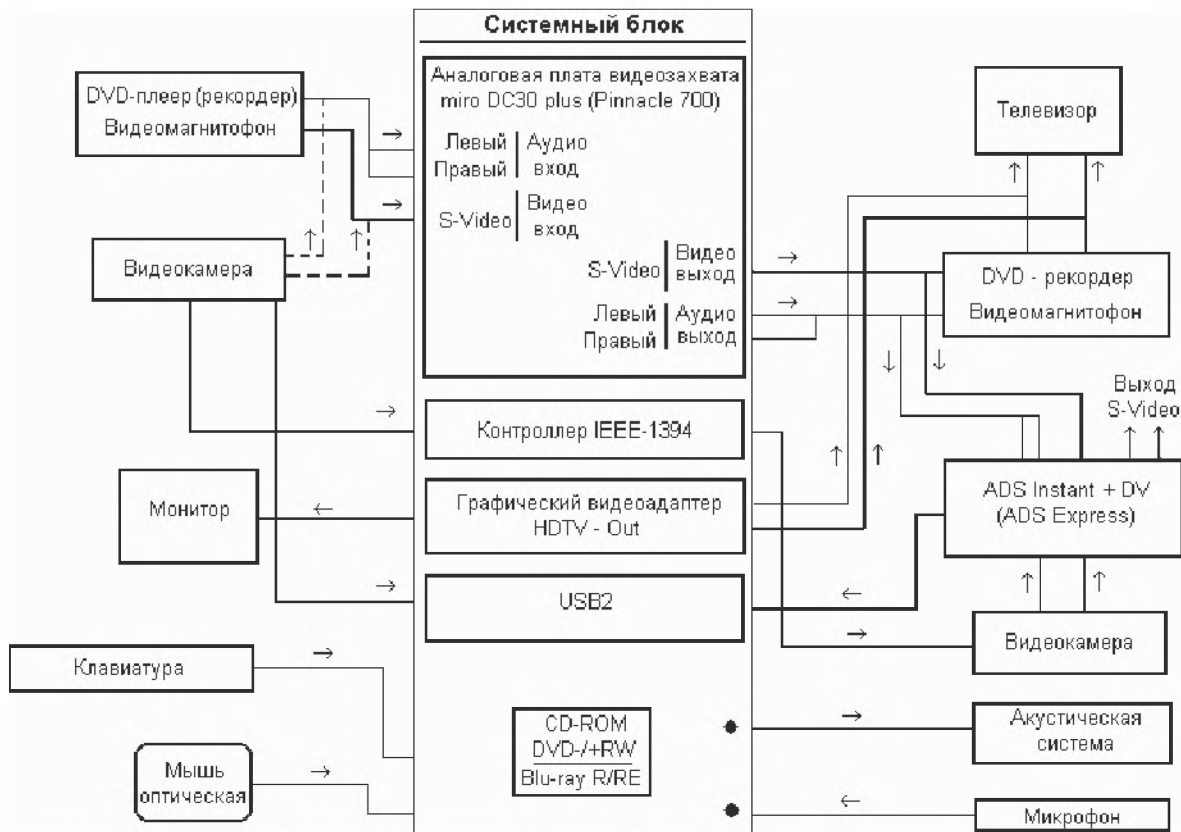 Системный блок
Аналоговая плата видеозахвата
miro DC30 plus (Pinnacle 700)
Левый
Правый
Аудио
вход
S-Video
Видео
вход
S-Video
Видео
выход
Левый
Правый
Аудио
выход
Контроллер IEEE-1394
Графический видеоадаптер
HDTV - Out
USB2
CD-ROM
DVD-/+RW
Blu-ray R/RE
DVD-плеер (рекордер)
Видеомагнитофон
Видеокамера
Монитор
Клавиатура
Мышь
оптическая
Телевизор
DVD - рекордер
Видеомагнитофон
Выход
S-Video
ADS Instant + DV
(ADS Express)
Видеокамера
Акустическая
система
Микрофон